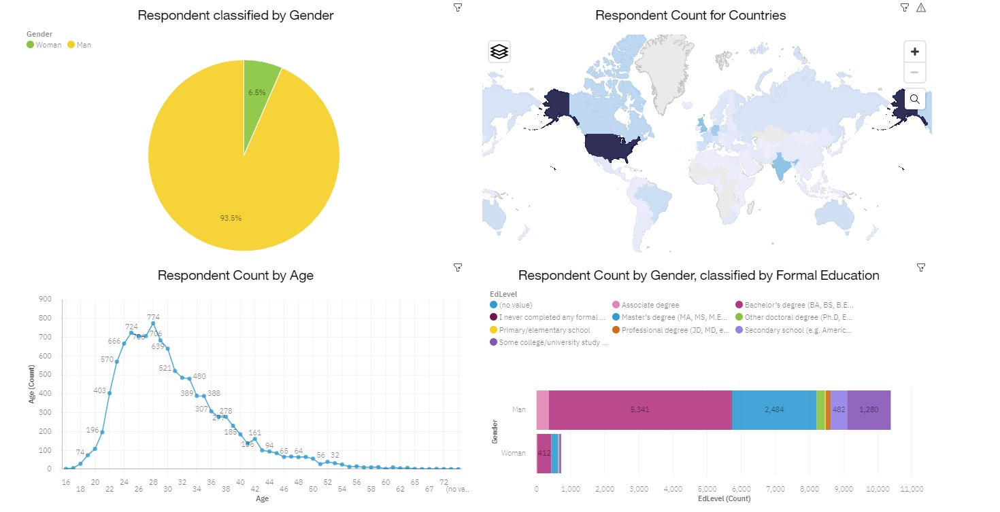 Respondent classified by Gender
Gender
Woman Man
6.5%
93.5%
Respondent Count for Countries
Respondent Count by Age
900
800
700
600
500
400
300
200
100
0
Age (Count)
74
196
403
570
666
724
706
774
639
521
480
389
388
307
278
185
161
94
65
64
56
32
16 20 24 28 32 36 40 44 48 52 56 60 65 72
18 22 26 30 34 38 42 46 50 54 58 62 67 (no va..
Age
Respondent Count by Gender, classified by Formal Education
EdLevel
(no value) Associate degree Bachelor's degree (BA, BS, B.E...
I never completed any formal ... Master's degree (MA, MS, M.E... Other doctoral degree (Ph.D, E...
Primary/elementary school Professional degree (JD, MD, e... Secondary school (e.g. Americ...
Some college/university study ...
Gender
Man 5,341 2,484 482 1,280
Woman 412
0 1,000 2,000 3,000 4,000 5,000 6,000 7,000 8,000 9,000 10,000 11,000
EdLevel (Count)